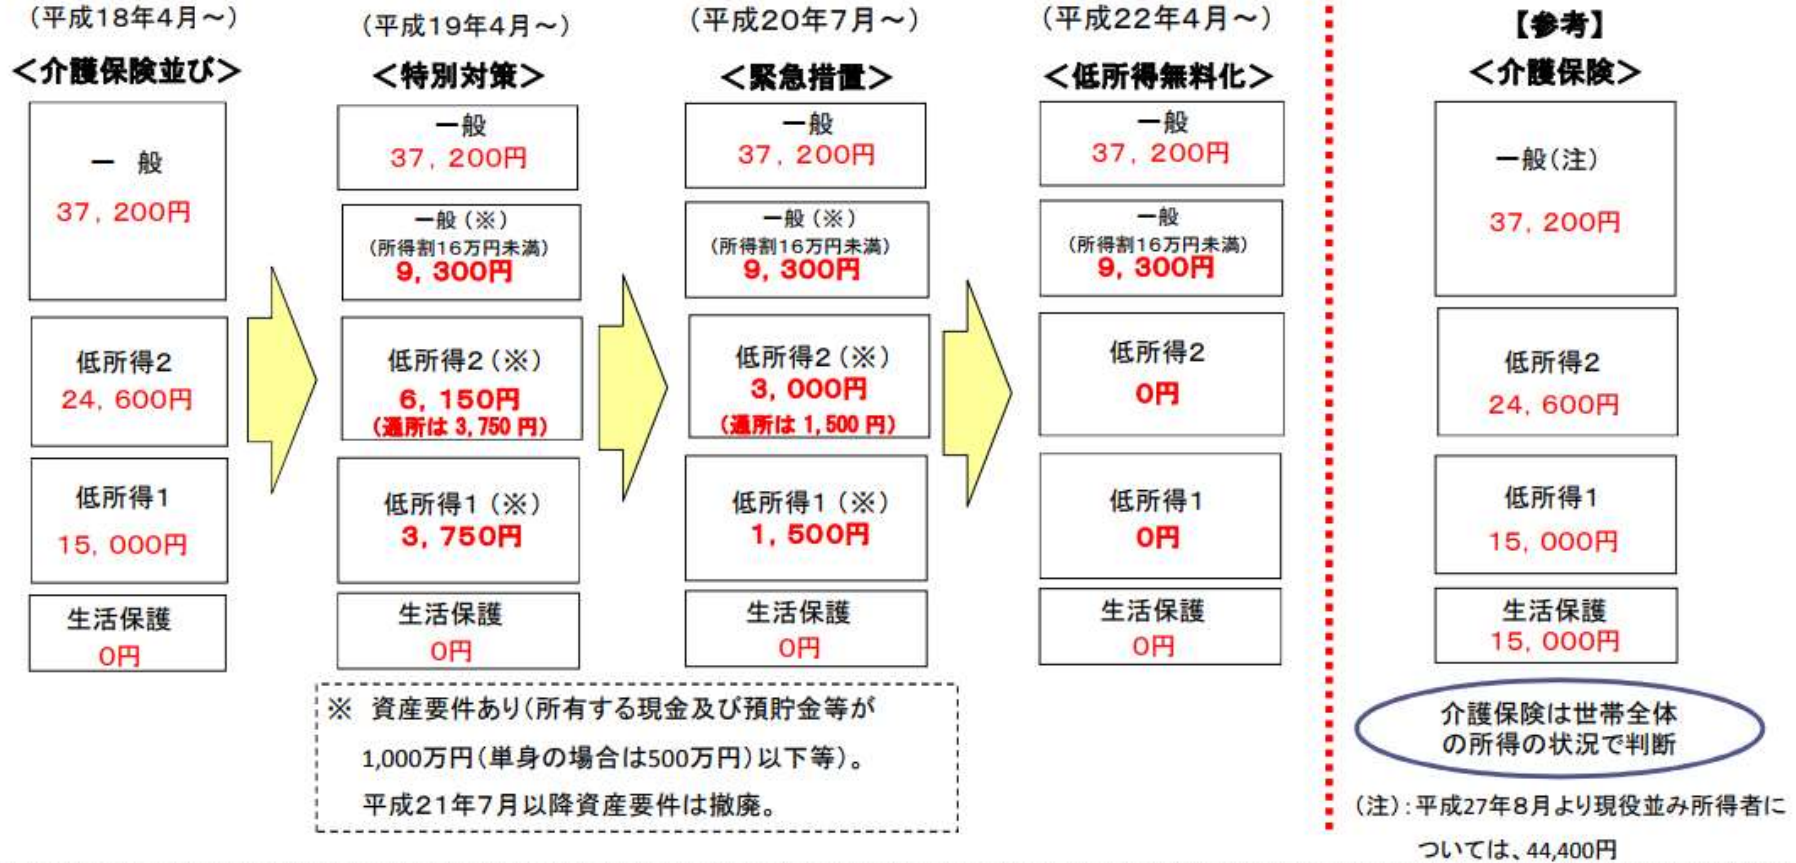 (平成18年4月～)
＜介護保険並び＞
一　般
37，200円
低所得2
24，600円
低所得1
15，000円
生活保護
0円
(平成19年4月～)
＜特別対策＞
一般
37，200円
一般（※）
(所得割16万円未満)
9，300円
低所得2（※）
6，150円
(通所は 3,750 円)
低所得1（※）
3，750円
生活保護
0円
(平成20年7月～)
＜緊急措置＞
一般
37，200円
一般（※）
(所得割16万円未満)
9，300円
低所得2（※）
3，000円
(通所は 1,500 円)
低所得1（※）
1，500円
生活保護
0円
(平成22年4月～)
＜低所得無料化＞
一般
37，200円
一般
(所得割16万円未満)
9，300円
低所得2
0円
低所得1
0円
生活保護
0円
※　資産要件あり(所有する現金及び預貯金等が
1,000万円(単身の場合は500万円)以下等)。
平成21年7月以降資産要件は撤廃。
【参考】
＜介護保険＞
一般(注)
37，200円
低所得2
24，600円
低所得1
15，000円
生活保護
15，000円
介護保険は世帯全体
の所得の状況で判断
(注)：平成27年8月より現役並み所得者に
ついては、44,400円